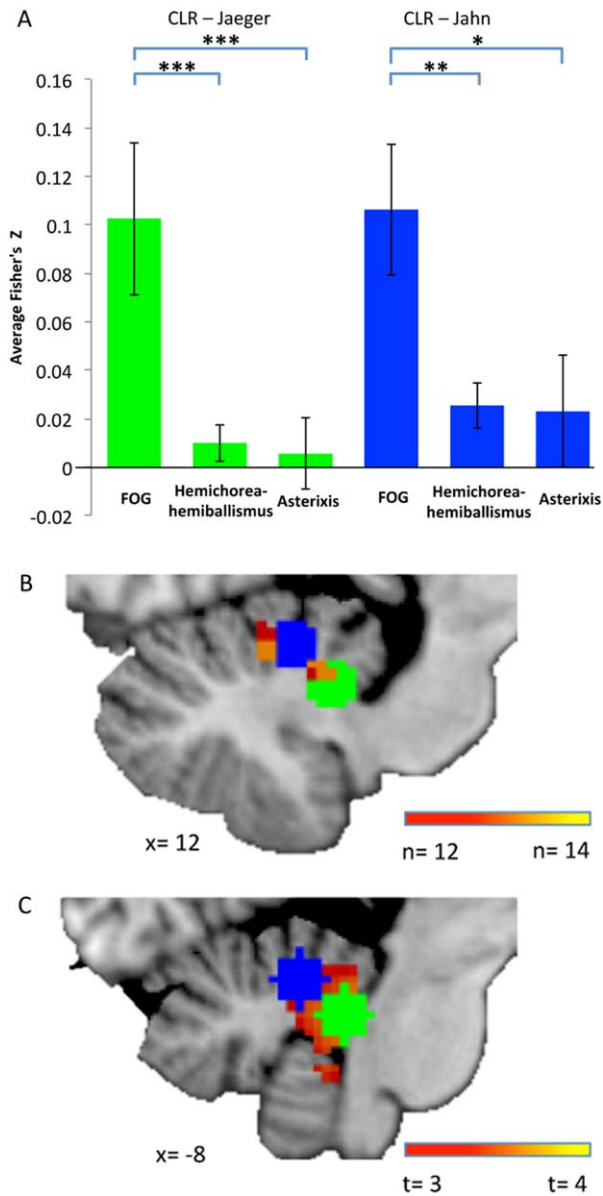 A
CLR – Jaeger
CLR – Jahn
***
*
***
**
0.16
0.14
0.12
0.1
0.08
0.06
0.04
0.02
0
-0.02
Average Fisher's Z
FOG
Hemichorea-
hemiballismus
Asterixis
FOG
Hemichorea-
hemiballismus
Asterixis
B
x= 12
n= 12
n= 14
C
x= -8
t= 3
t= 4